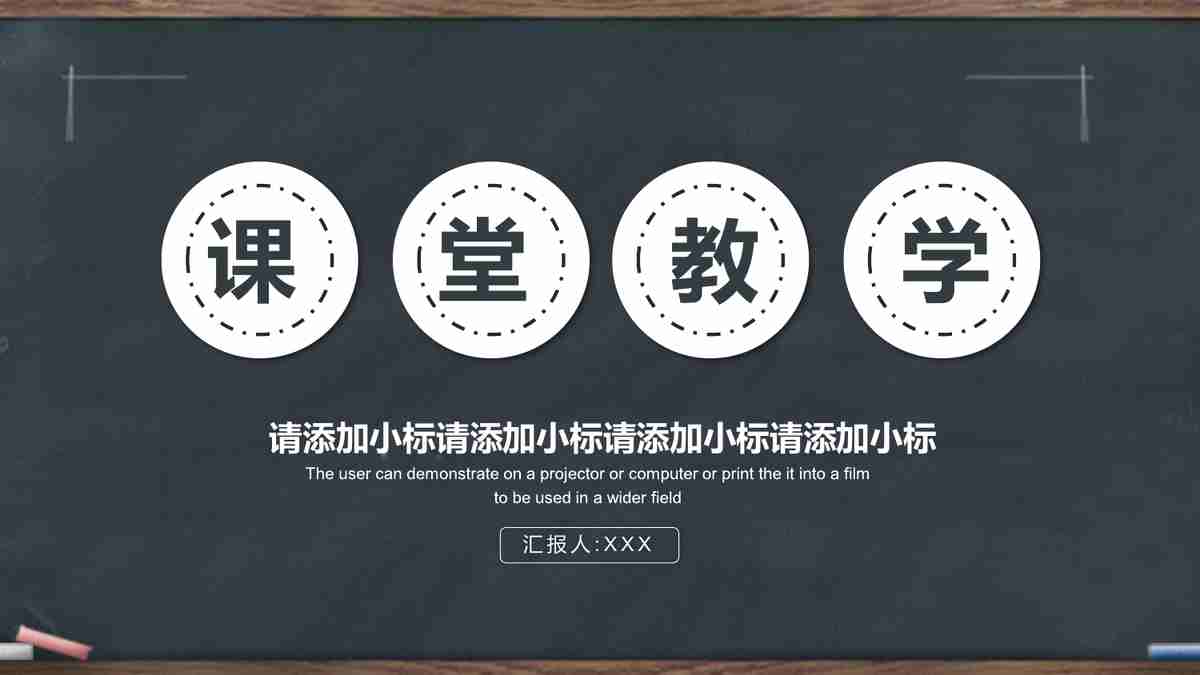 课堂教学
请添加小标请添加小标请添加小标请添加小标
The user can demonstrate on a projector or computer or print the it into a film
to be used in a wider field
汇报人:XXX